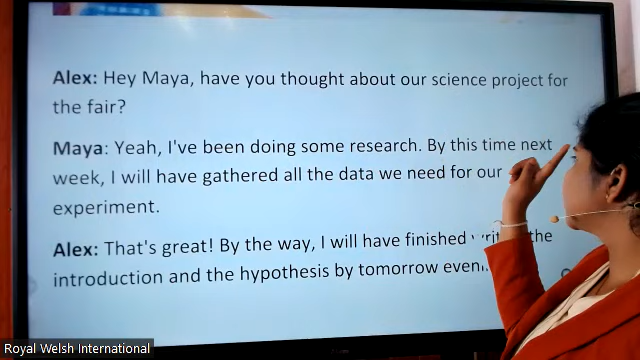 Alex: Hey Maya, have you thought about our science project for
the fair?
Maya: Yeah, I've been doing some research. By this time next
week, I will have gathered all the data we need for our
experiment.
Alex: That's great! By the way, I will have finished the
introduction and the hypothesis by tomorrow
Royal Welsh International